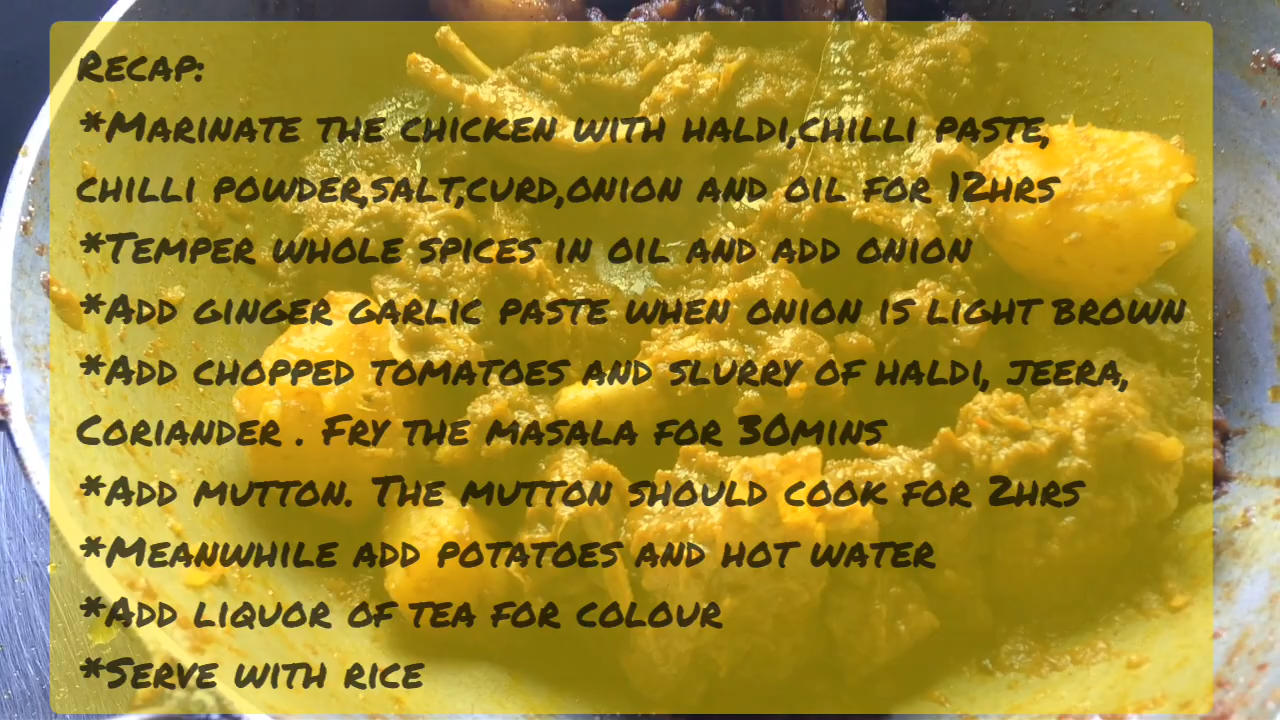 Recap:
*Marinate the chicken with haldi,chilli paste,
chilli powder,salt,curd,onion and oil for 12hrs
*Temper whole spices in oil and add onion
*Add ginger garlic paste when onion is light brown
*Add chopped tomatoes and slurry of haldi, jeera,
Coriander . Fry the masala for 30mins
*Add mutton. The mutton should cook for 2hrs
*Meanwhile add potatoes and hot water
*Add liquor of tea for colour
*Serve with rice